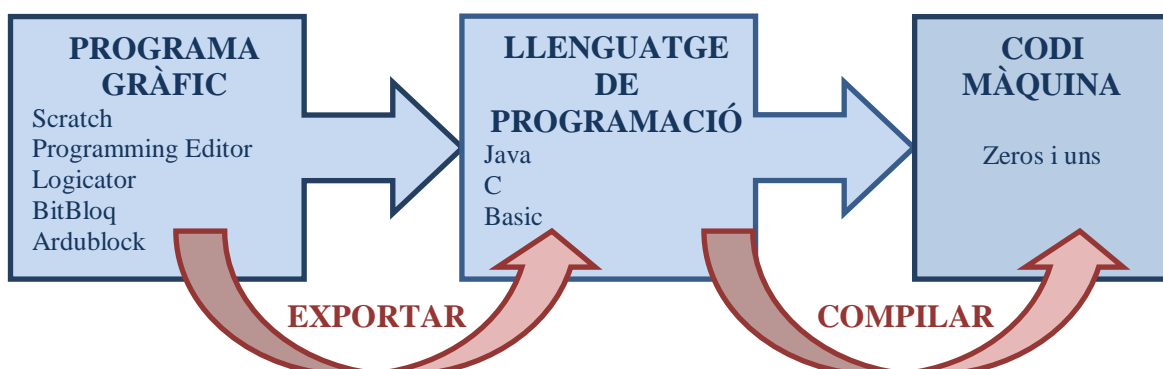 PROGRAMA
GRÀFIC
Scratch
Programming Editor
Logicator
BitBloq
Ardublock
LLENGUATGE
DE
PROGRAMACIÓ
Java
C
Basic
CODI
MÀQUINA
Zeros i uns
EXPORTAR
COMPILAR